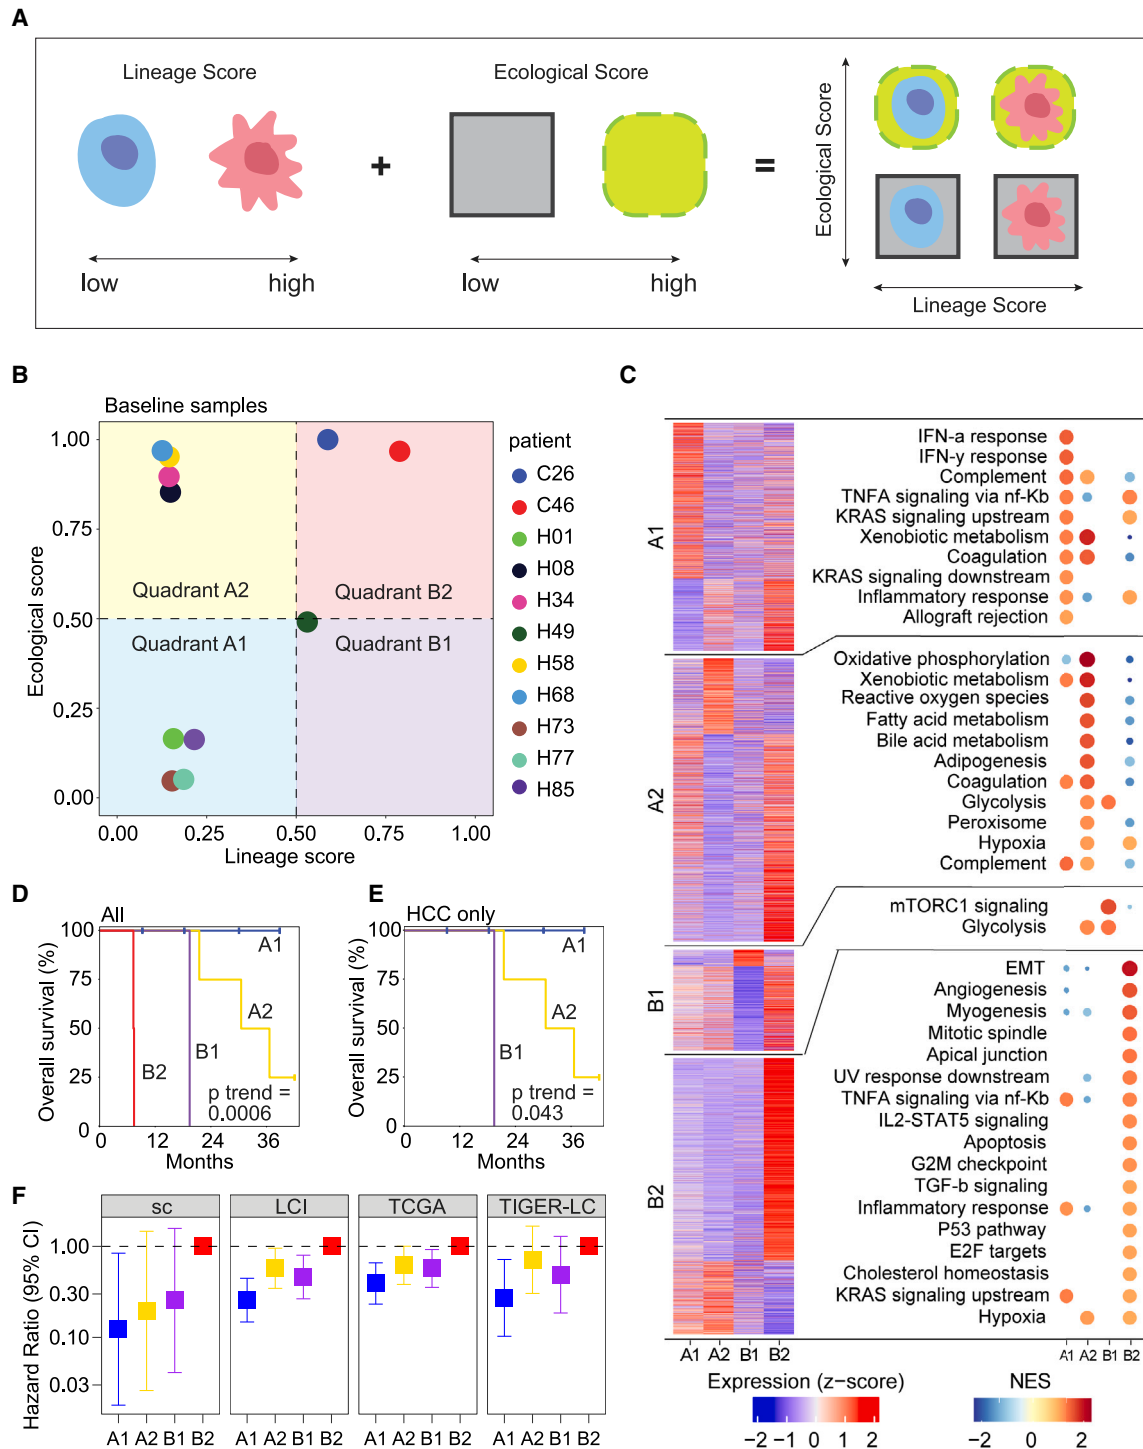 A
Lineage Score
Ecological Score
+
=
low
high
low
high
Ecological Score
Lineage Score
B
Baseline samples
Ecological score
1.00
0.75
0.50
0.25
0.00
Quadrant A2
Quadrant B2
Quadrant A1
Quadrant B1
0.00 0.25 0.50 0.75 1.00
Lineage score
patient
C26
C46
H01
H08
H34
H49
H58
H68
H73
H77
H85
C
A1
IFN-a response
IFN-y response
Complement
TNFA signaling via nf-Kb
KRAS signaling upstream
Xenobiotic metabolism
Coagulation
KRAS signaling downstream
Inflammatory response
Allograft rejection
A2
Oxidative phosphorylation
Xenobiotic metabolism
Reactive oxygen species
Fatty acid metabolism
Bile acid metabolism
Adipogenesis
Coagulation
Glycolysis
Peroxisome
Hypoxia
Complement
B1
mTORC1 signaling
Glycolysis
B2
EMT
Angiogenesis
Myogenesis
Mitotic spindle
Apical junction
UV response downstream
TNFA signaling via nf-Kb
IL2-STAT5 signaling
Apoptosis
G2M checkpoint
TGF-b signaling
Inflammatory response
P53 pathway
E2F targets
Cholesterol homeostasis
KRAS signaling upstream
Hypoxia
A1 A2 B1 B2
A1 A2 B1 B2
Expression (z-score)
−2 −1 0 1 2
NES
−2 0 2
D
All
Overall survival (%)
100
75
50
25
0
A1
A2
B1
B2
p trend =
0.0006
0 12 24 36
Months
E
HCC only
Overall survival (%)
100
75
50
25
0
A1
A2
B1
p trend =
0.043
0 12 24 36
Months
F
sc
LCI
TCGA
TIGER-LC
Hazard Ratio (95% CI)
1.00
0.30
0.10
0.03
A1 A2 B1 B2
A1 A2 B1 B2
A1 A2 B1 B2
A1 A2 B1 B2